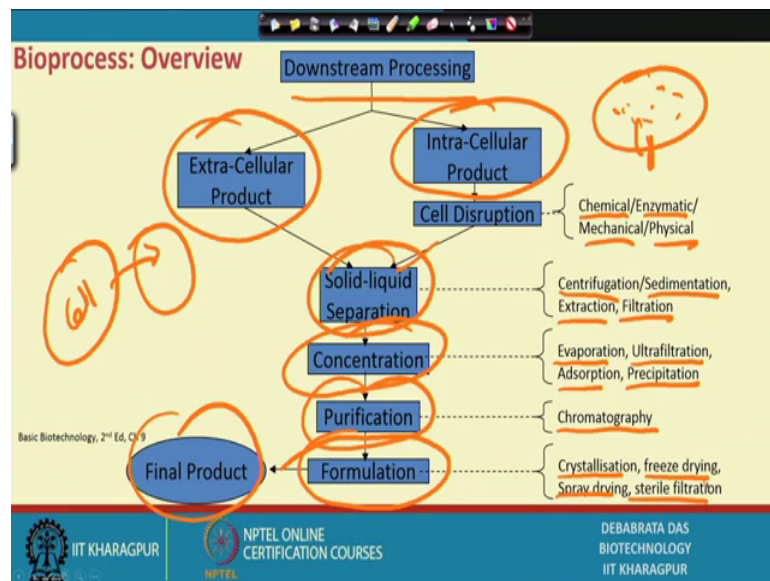 Bioprocess: Overview
Downstream Processing
Extra-Cellular
Product
Intra-Cellular
Product
Cell Disruption
Chemical/Enzymatic/
Mechanical/Physical
Cell
Solid-liquid
Separation
Centrifugation/Sedimentation,
Extraction, Filtration
Concentration
Evaporation, Ultrafiltration,
Adsorption, Precipitation
Purification
Chromatography
Basic Biotechnology, 2nd Ed, Ch 9
Final Product
Formulation
Crystallisation, freeze drying,
Spray drying, sterile filtration
IIT KHARAGPUR
NPTEL
NPTEL ONLINE
CERTIFICATION COURSES
DEBABRATA DAS
BIOTECHNOLOGY
IIT KHARAGPUR